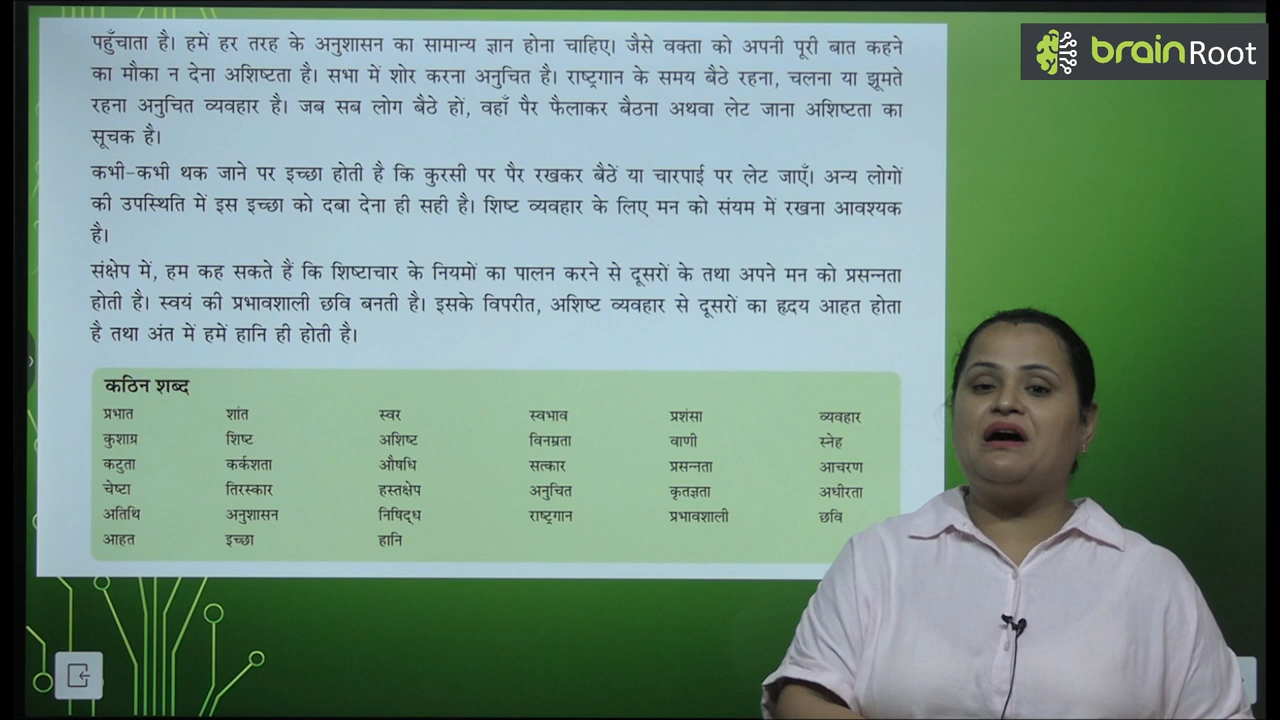 पहुँचाता है। हमें हर तरह के अनुशासन का सामान्य ज्ञान होना चाहिए। जैसे वक्ता को अपनी पूरी बात कहने
का मौका न देना अशिष्टता है। सभा में शोर करना अनुचित है। राष्ट्रगान के समय बैठे रहना, चलना या झूमते
रहना अनुचित व्यवहार है। जब सब लोग बैठे हों, वहाँ पैर फैलाकर बैठना अथवा लेट जाना अशिष्टता का
सूचक है।
कभी-कभी थक जाने पर इच्छा होती है कि कुरसी पर पैर रखकर बैठें या चारपाई पर लेट जाएँ। अन्य लोगों
की उपस्थिति में इस इच्छा को दबा देना ही सही है। शिष्ट व्यवहार के लिए मन को संयम में रखना आवश्यक
है।
संक्षेप में, हम कह सकते हैं कि शिष्टाचार के नियमों का पालन करने से दूसरों के तथा अपने मन को प्रसन्नता
होती है। स्वयं की प्रभावशाली छवि बनती है। इसके विपरीत, अशिष्ट व्यवहार से दूसरों का हृदय आहत होता
है तथा अंत में हमें हानि ही होती है।
कठिन शब्द
प्रभात शांत स्वर स्वभाव प्रशंसा व्यवहार
कुशाग्र शिष्ट अशिष्ट विनम्रता वाणी स्नेह
कटुता कर्कशता औषधि सत्कार प्रसन्नता आचरण
चेष्टा तिरस्कार हस्तक्षेप अनुचित कृतज्ञता अधीरता
अतिथि अनुशासन निषिद्ध राष्ट्रगान प्रभावशाली छवि
आहत इच्छा हानि
brainRoot